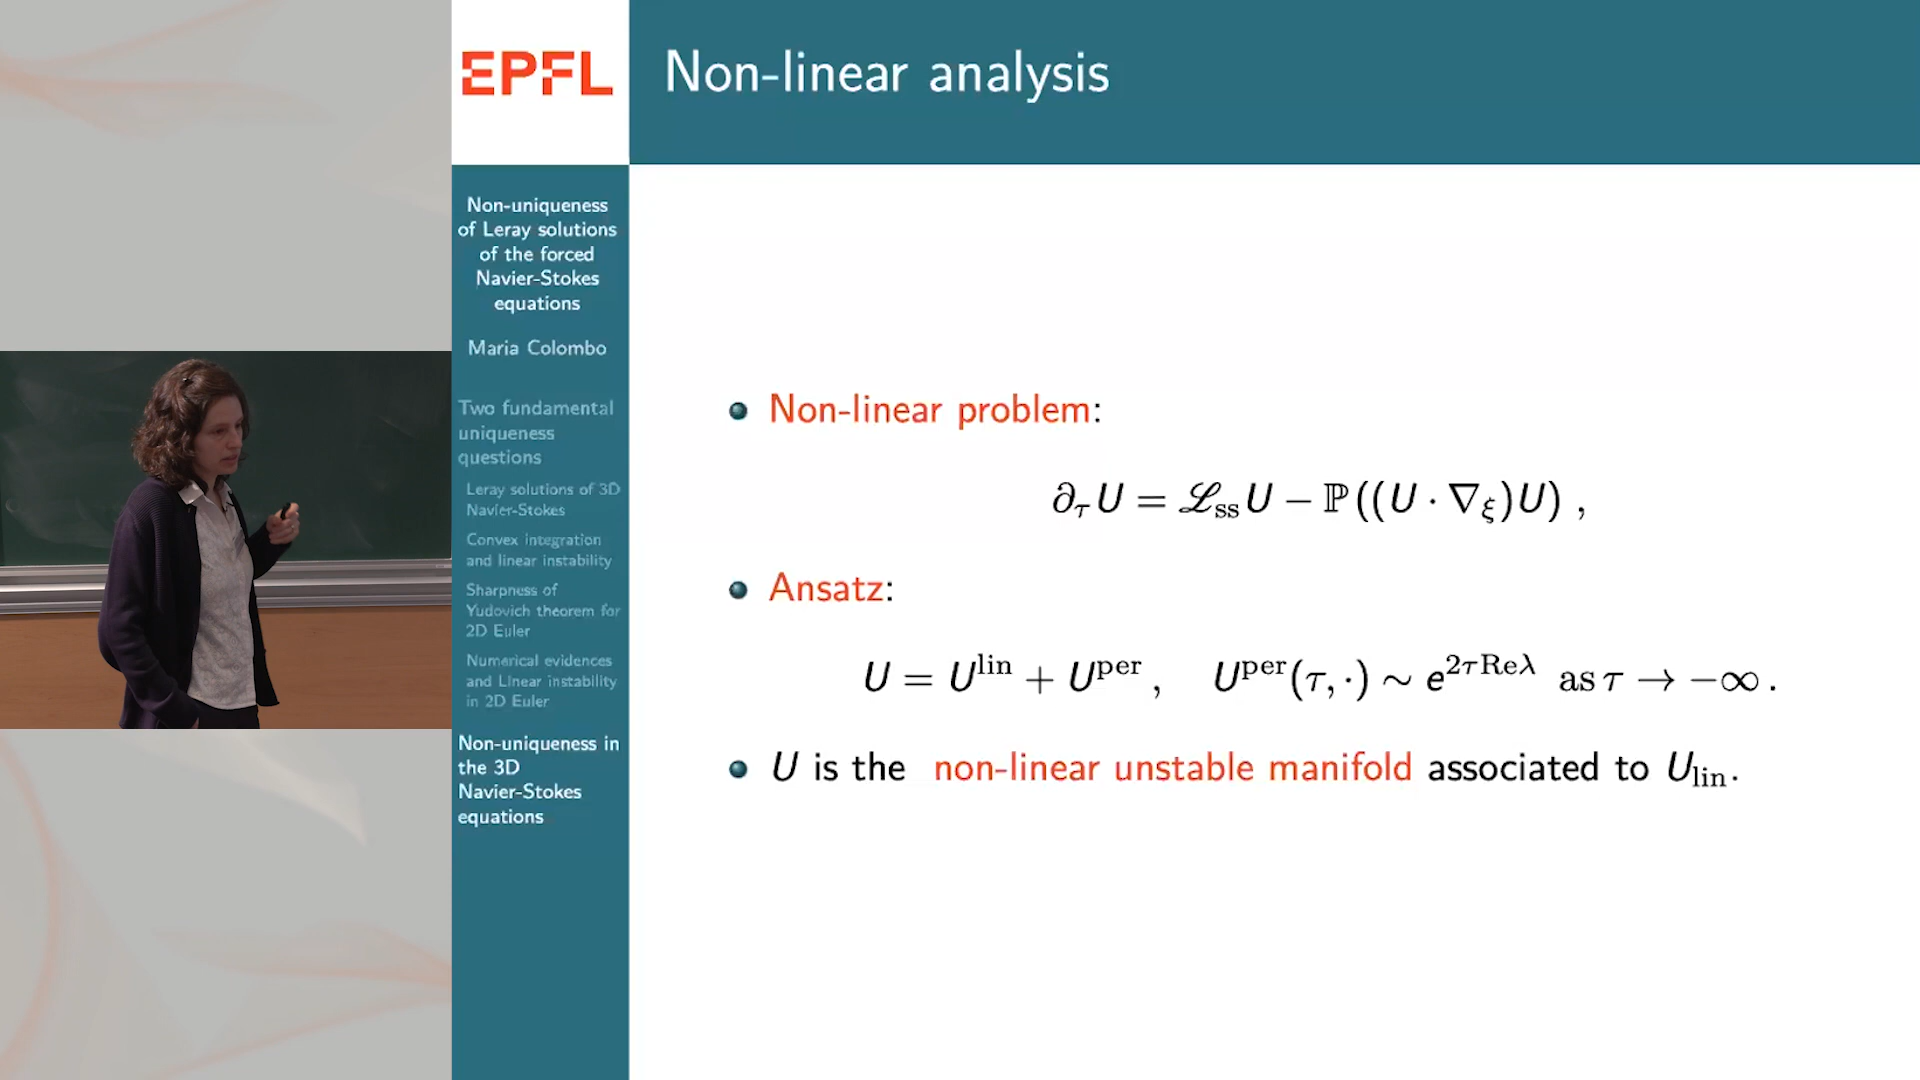 EPFL
Non-linear analysis
Non-uniqueness
of Leray solutions
of the forced
Navier-Stokes
equations
Maria Colombo
Two fundamental
uniqueness
questions
Leray solutions of 3D
Navier-Stokes
Convex integration
and linear instability
Sharpness of
Yudovich theorem for
2D Euler
Numerical evidences
and LInear instability
in 2D Euler
Non-uniqueness in
the 3D
Navier-Stokes
equations
• Non-linear problem:
∂_τ U = ℒ_ss U − ℙ((U · ∇_ξ)U) ,
• Ansatz:
U = U^lin + U^per , U^per(τ, ·) ∼ e^{2τReλ} as τ → −∞ .
• U is the non-linear unstable manifold associated to U_lin.